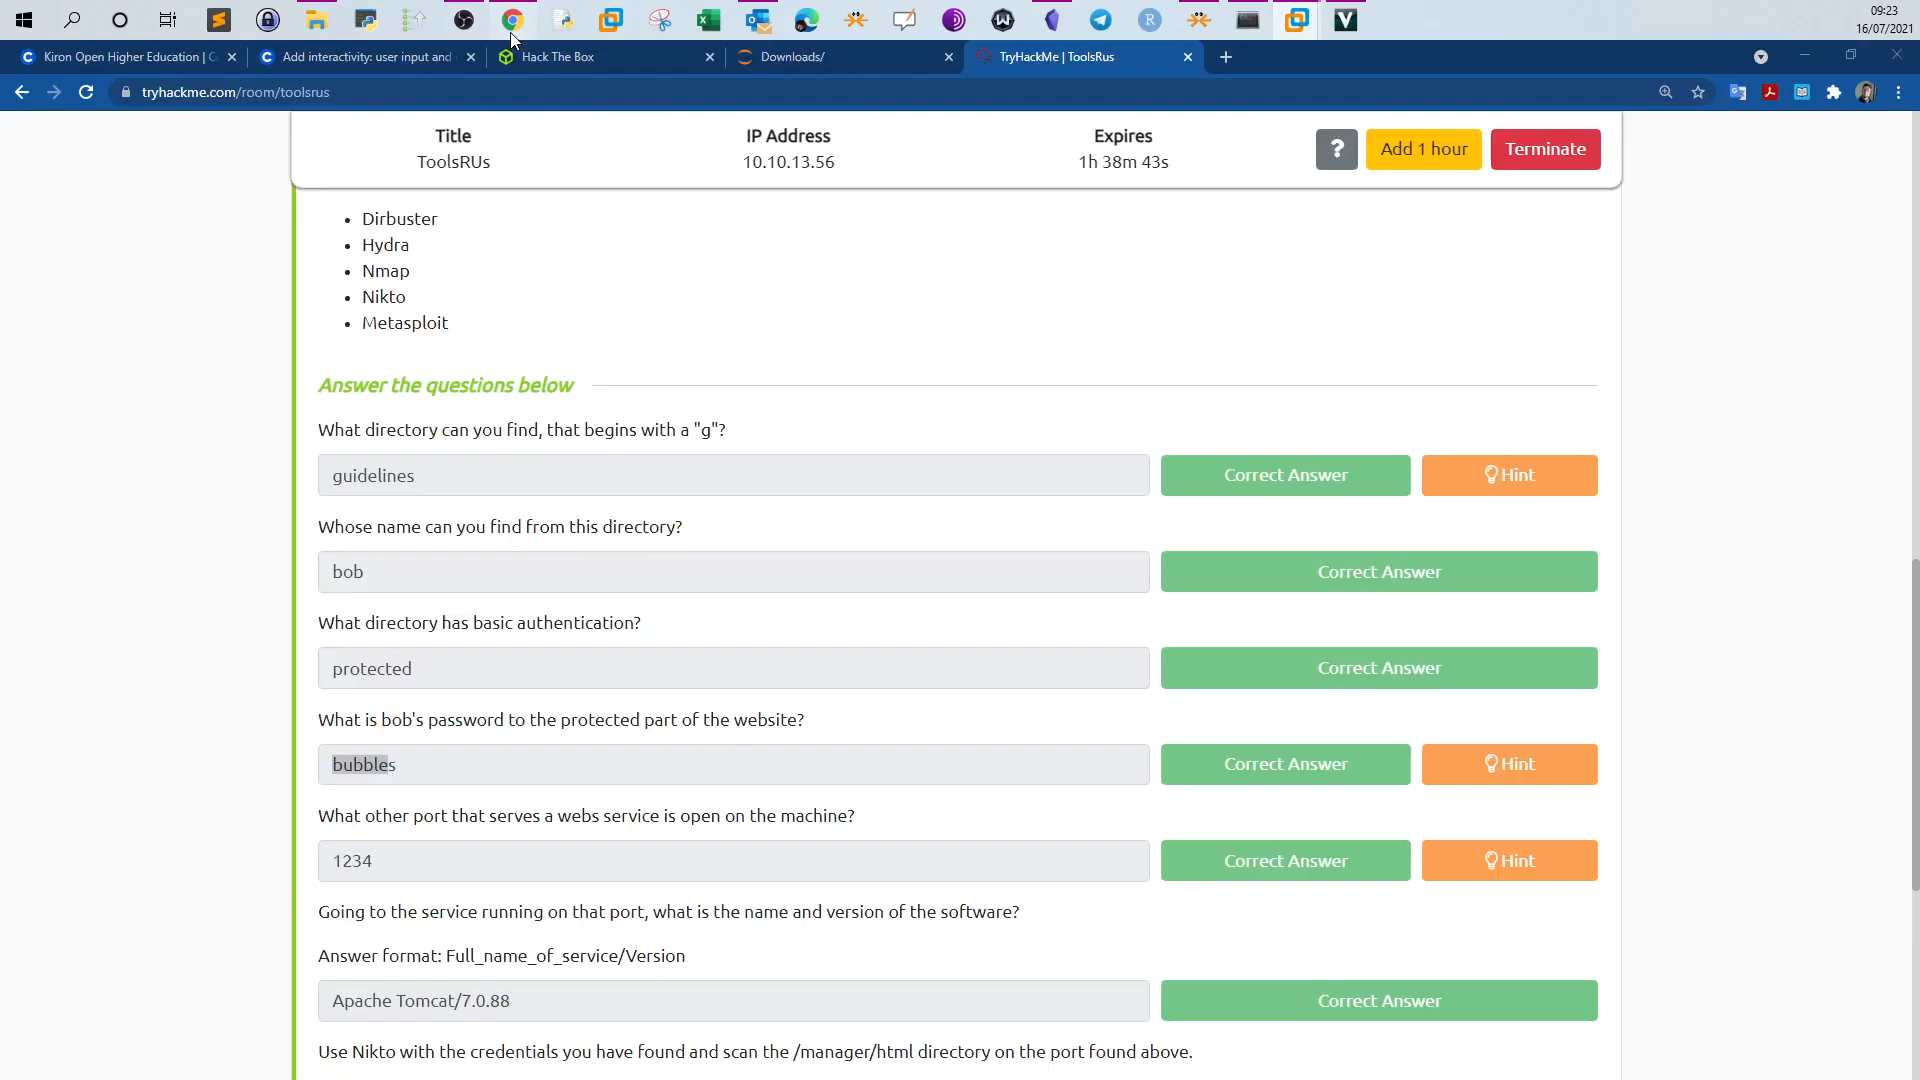 09:23
16/07/2021
Kiron Open Higher Education | C
Add interactivity: user input and
Hack The Box
Downloads/
TryHackMe | ToolsRus
tryhackme.com/room/toolsrus
Title
IP Address
Expires
ToolsRUs
10.10.13.56
1h 38m 43s
?
Add 1 hour
Terminate
• Dirbuster
• Hydra
• Nmap
• Nikto
• Metasploit
Answer the questions below
What directory can you find, that begins with a "g"?
guidelines
Correct Answer
Hint
Whose name can you find from this directory?
bob
Correct Answer
What directory has basic authentication?
protected
Correct Answer
What is bob's password to the protected part of the website?
bubbles
Correct Answer
Hint
What other port that serves a webs service is open on the machine?
1234
Correct Answer
Hint
Going to the service running on that port, what is the name and version of the software?
Answer format: Full_name_of_service/Version
Apache Tomcat/7.0.88
Correct Answer
Use Nikto with the credentials you have found and scan the /manager/html directory on the port found above.